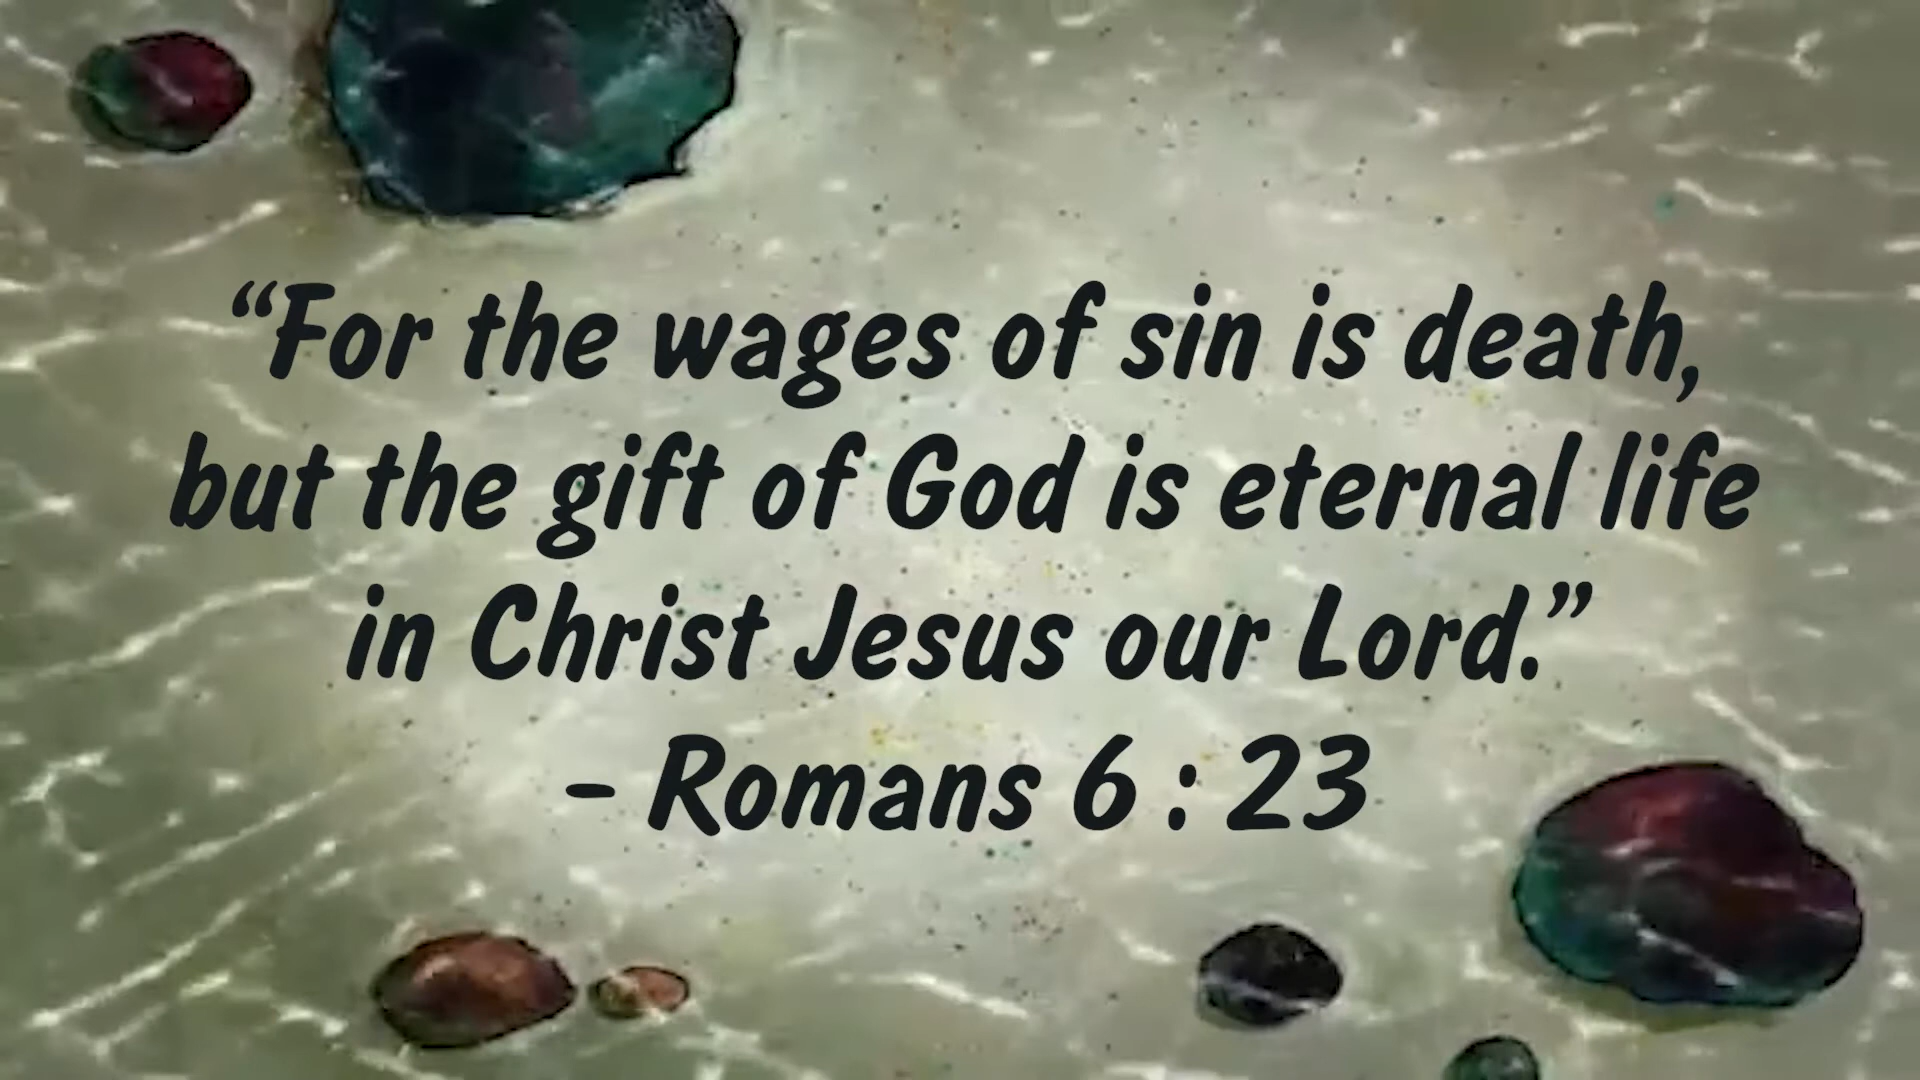 “For the wages of sin is death,
but the gift of God is eternal life
in Christ Jesus our Lord.”
- Romans 6 : 23